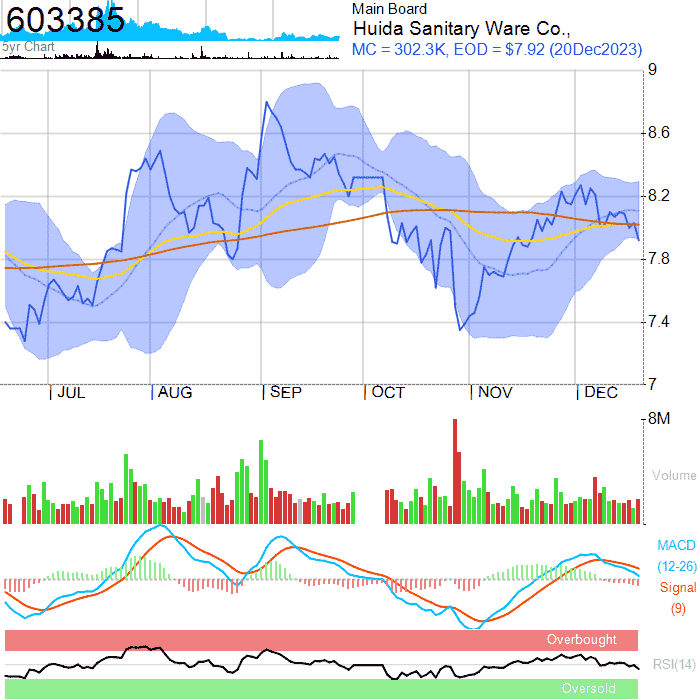 603385
5yr Chart
Main Board
Huida Sanitary Ware Co.,
MC = 302.3K, EOD = $7.92 (20Dec2023)
9
8.6
8.2
7.8
7.4
7
JUL AUG SEP OCT NOV DEC
8M
Volume
MACD
(12-26)
Signal
(9)
Overbought
RSI(14)
Oversold